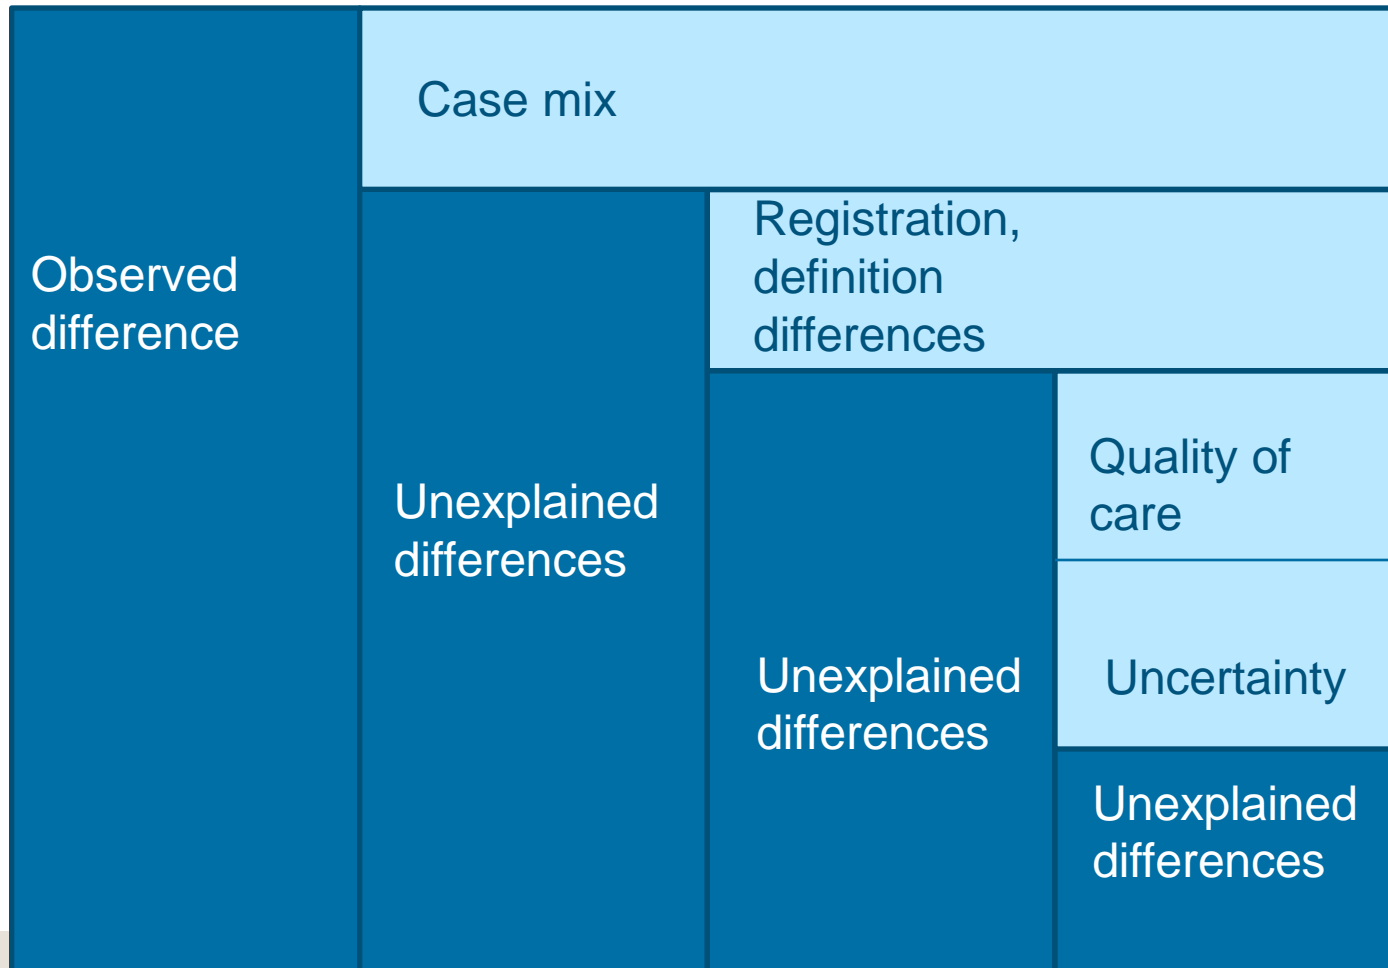 Case mix
Registration,
definition
differences
Observed
difference
Quality of
care
Unexplained
differences
Unexplained
differences
Uncertainty
Unexplained
differences